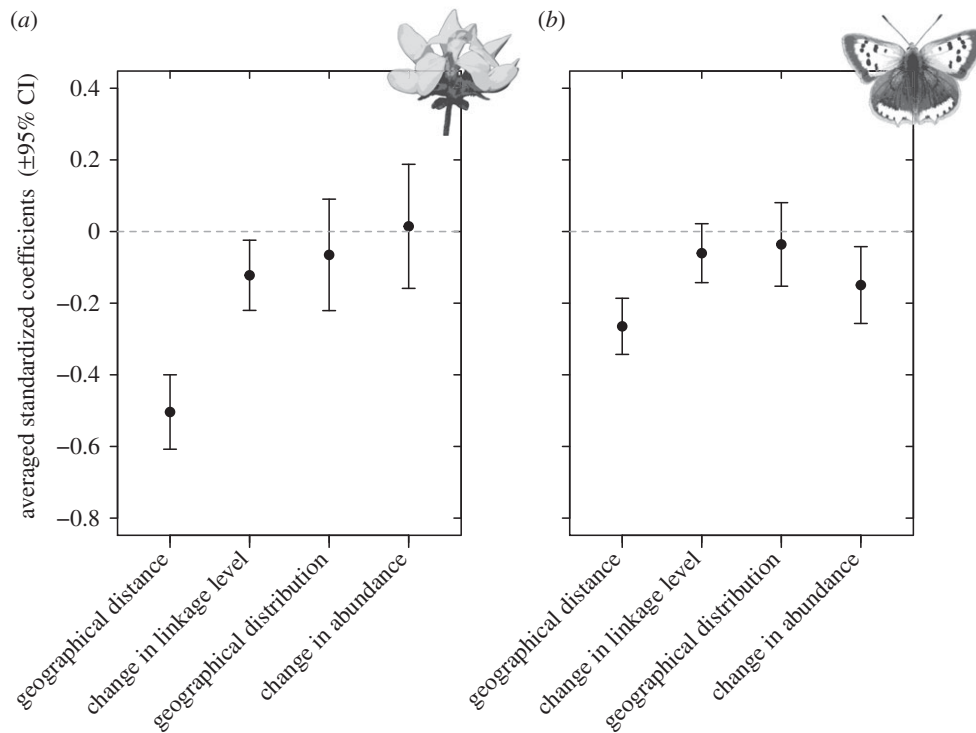 (a)
(b)
averaged standardized coefficients (±95% CI)
0.4
0.2
0
−0.2
−0.4
−0.6
−0.8
geographical distance
change in linkage level
geographical distribution
change in abundance
geographical distance
change in linkage level
geographical distribution
change in abundance